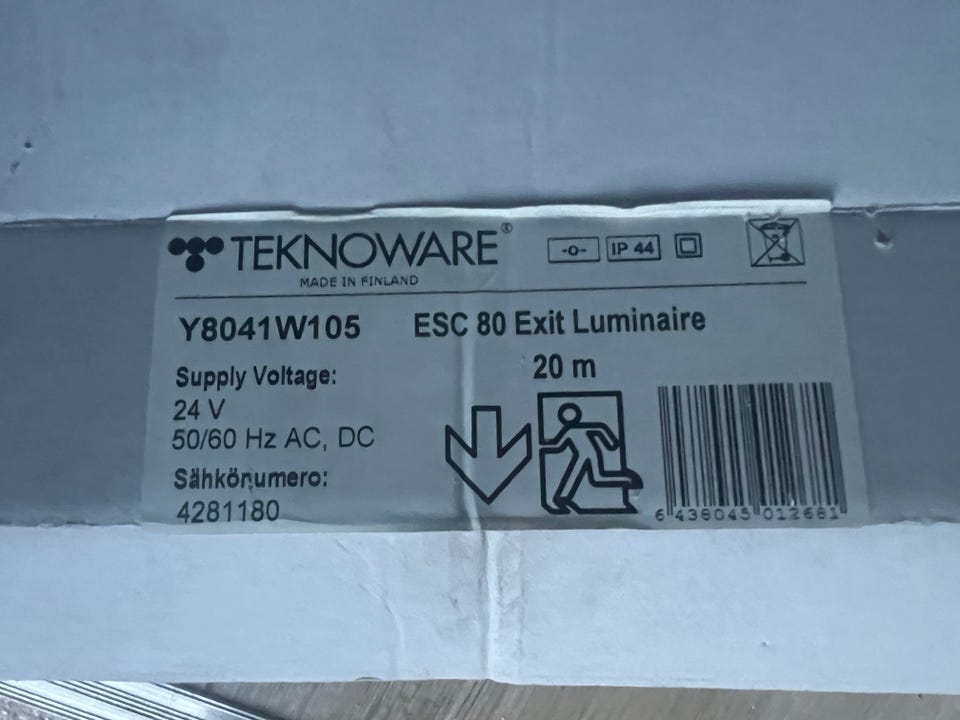 TEKNOWARE®
MADE IN FINLAND
-o- IP 44
Y8041W105 ESC 80 Exit Luminaire
20 m
Supply Voltage:
24 V
50/60 Hz AC, DC
Sähkönumero:
4281180
6 438045 012681